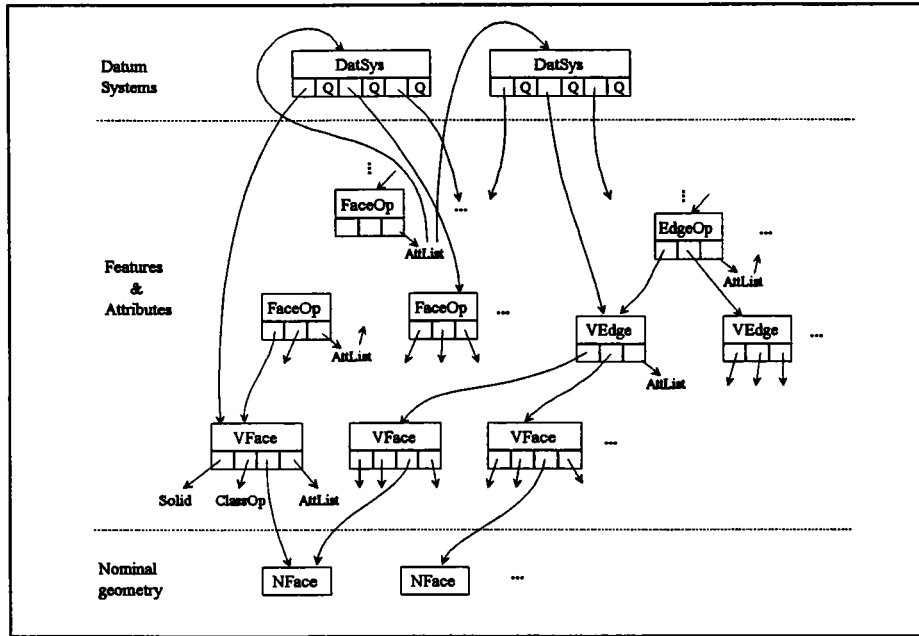 Datum
Systems
DatSys
Q Q Q
DatSys
Q Q Q
Features
&
Attributes
...
FaceOp
AttList
...
...
EdgeOp
...
AttList
FaceOp
AttList
FaceOp
...
VEdge
AttList
VEdge
...
VFace
Solid ClassOp AttList
VFace
VFace
...
Nominal
geometry
NFace
NFace
...